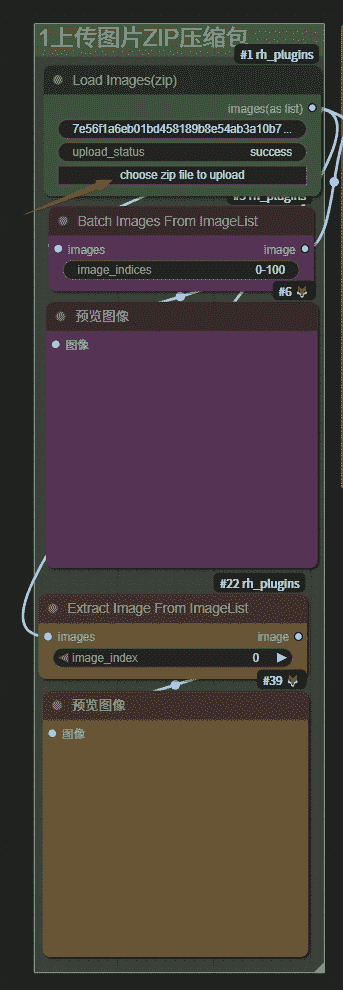 1上传图片ZIP压缩包
#1 rh_plugins
Load Images(zip)
images(as list)
7e56f1a6eb01bd458189b8e54ab3a10b7...
upload_status success
choose zip file to upload
Batch Images From ImageList
images image
image_indices 0-100
#6
预览图像
图像
#22 rh_plugins
Extract Image From ImageList
images image
image_index 0
#39
预览图像
图像